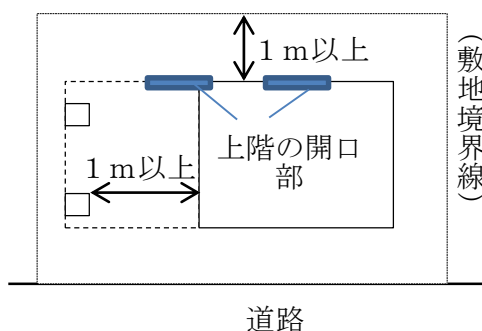 １ｍ以上
上階の開口
部
１ｍ以上
（敷地境界線）
道路